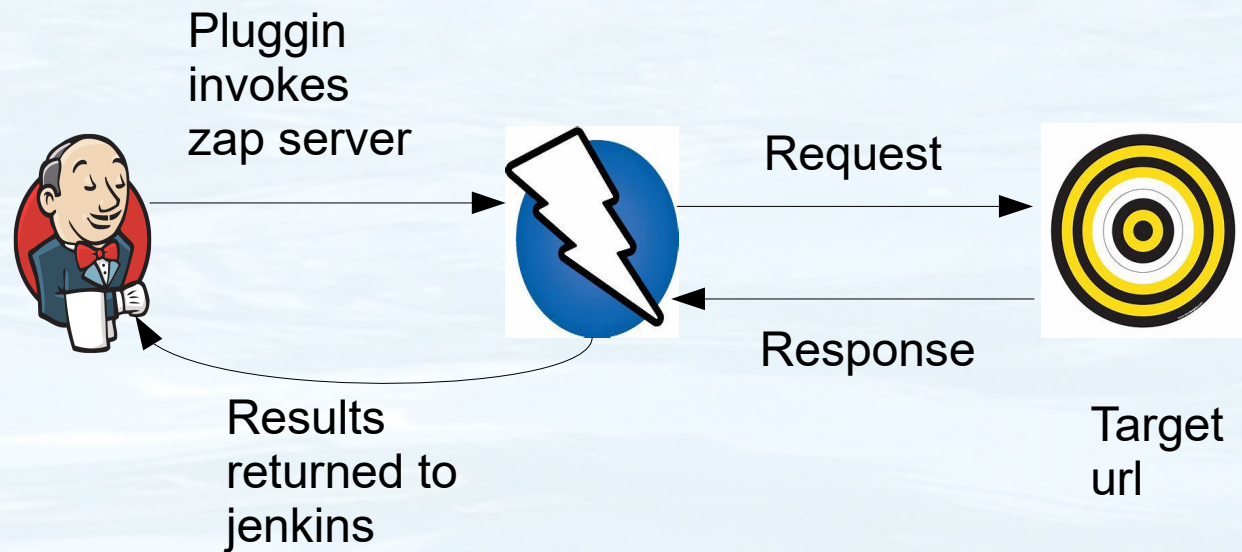 Pluggin
invokes
zap server
Request
Response
Results
returned to
jenkins
Target
url